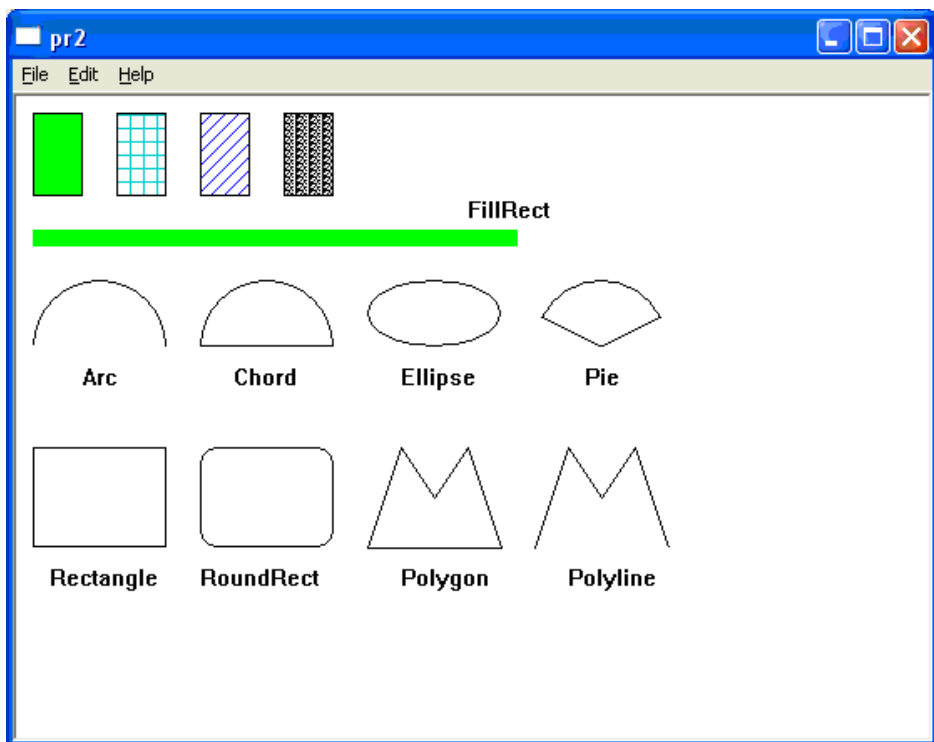 pr2
File Edit Help
FillRect
Arc Chord Ellipse Pie
Rectangle RoundRect Polygon Polyline